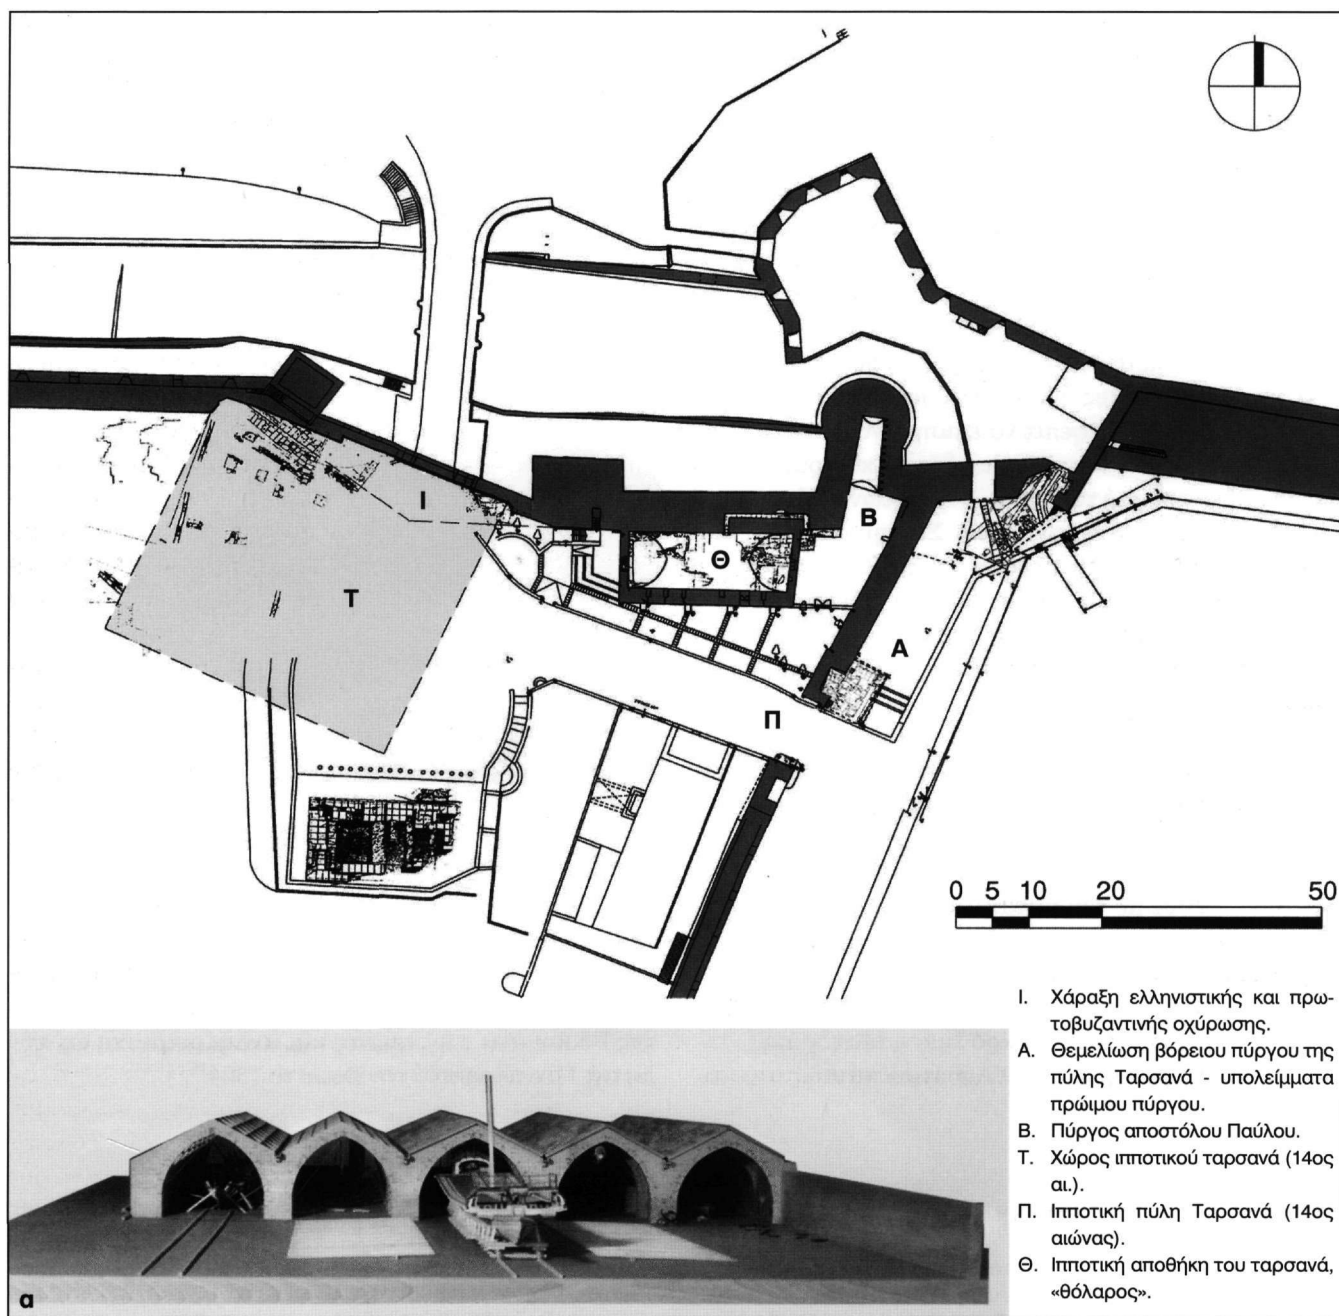 Ι
Β
Θ
Τ
Α
Π
0 5 10 20 50
Ι. Χάραξη ελληνιστικής και πρω-
τοβυζαντινής οχύρωσης.
Α. Θεμελίωση βόρειου πύργου της
πύλης Ταρσανά - υπολείμματα
πρώιμου πύργου.
Β. Πύργος αποστόλου Παύλου.
Τ. Χώρος ιπποτικού ταρσανά (14ος
αι.).
Π. Ιπποτική πύλη Ταρσανά (14ος
αιώνας).
Θ. Ιπποτική αποθήκη του ταρσανά,
«θόλαρος».
α